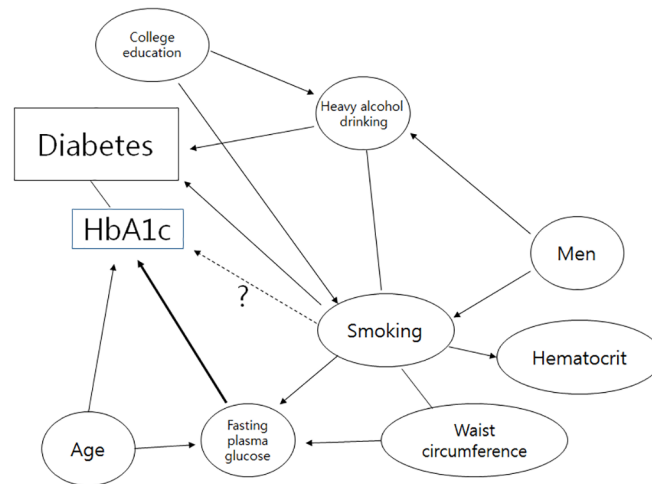 College
education
Heavy alcohol
drinking
Diabetes
HbA1c
Men
?
Smoking
Hematocrit
Fasting
plasma
glucose
Waist
circumference
Age